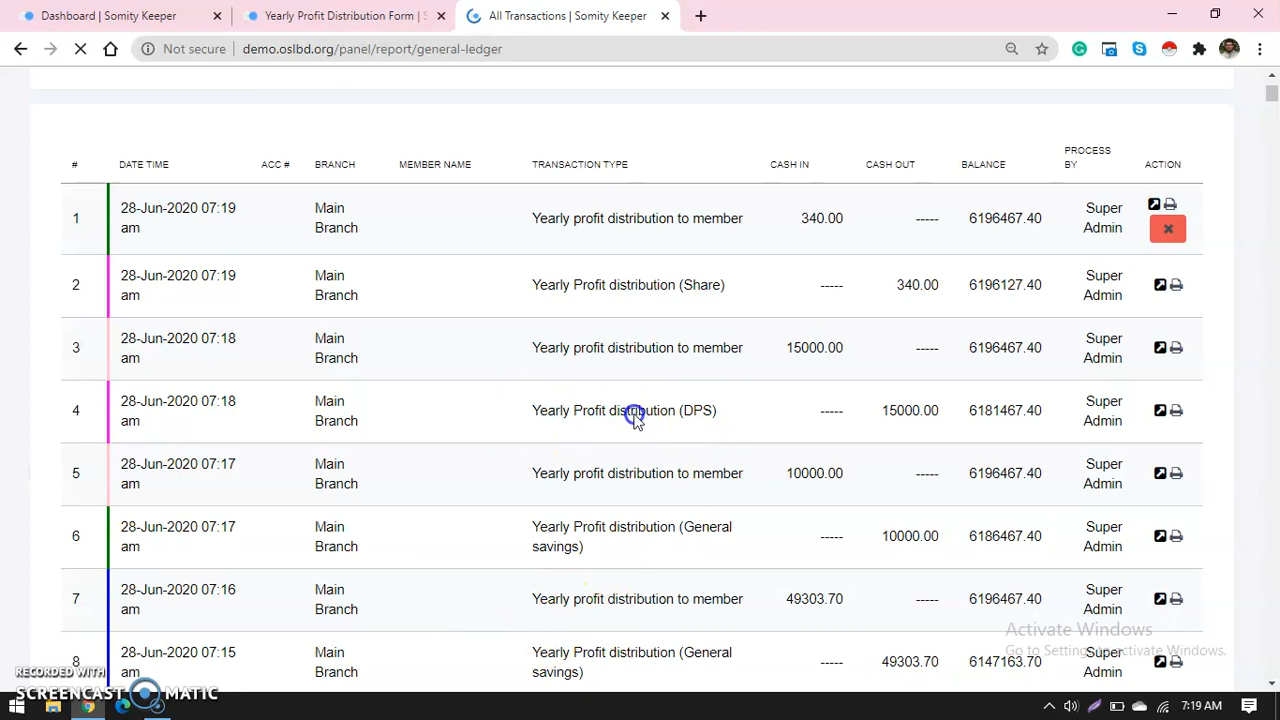 Dashboard | Somity Keeper
Yearly Profit Distribution Form | S
All Transactions | Somity Keeper
Not secure | demo.oslbd.org/panel/report/general-ledger
# DATE TIME ACC # BRANCH MEMBER NAME TRANSACTION TYPE CASH IN CASH OUT BALANCE PROCESS BY ACTION
1 28-Jun-2020 07:19 am Main Branch Yearly profit distribution to member 340.00 ----- 6196467.40 Super Admin
2 28-Jun-2020 07:19 am Main Branch Yearly Profit distribution (Share) ----- 340.00 6196127.40 Super Admin
3 28-Jun-2020 07:18 am Main Branch Yearly profit distribution to member 15000.00 ----- 6196467.40 Super Admin
4 28-Jun-2020 07:18 am Main Branch Yearly Profit distribution (DPS) ----- 15000.00 6181467.40 Super Admin
5 28-Jun-2020 07:17 am Main Branch Yearly profit distribution to member 10000.00 ----- 6196467.40 Super Admin
6 28-Jun-2020 07:17 am Main Branch Yearly Profit distribution (General savings) ----- 10000.00 6186467.40 Super Admin
7 28-Jun-2020 07:16 am Main Branch Yearly profit distribution to member 49303.70 ----- 6196467.40 Super Admin
8 28-Jun-2020 07:15 am Main Branch Yearly Profit distribution (General savings) ----- 49303.70 6147163.70 Super Admin
Activate Windows
Go to Settings to activate Windows.
RECORDED WITH
SCREENCAST MATIC
7:19 AM